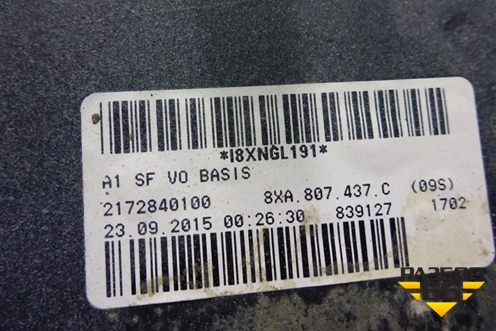 *I8XNGL191*
A1 SF VO BASIS
2172840100 8XA.807.437.C (09S)
23.09.2015 00:26:30 839127 1702